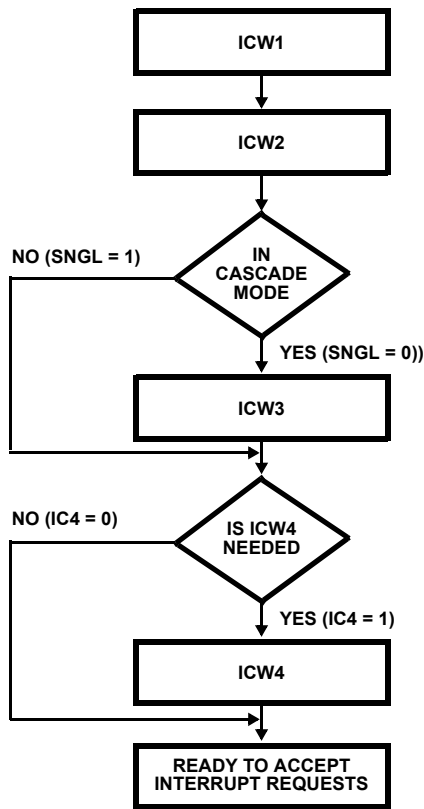 ICW1
ICW2
IN
CASCADE
MODE
NO (SNGL = 1)
YES (SNGL = 0))
ICW3
IS ICW4
NEEDED
NO (IC4 = 0)
YES (IC4 = 1)
ICW4
READY TO ACCEPT
INTERRUPT REQUESTS